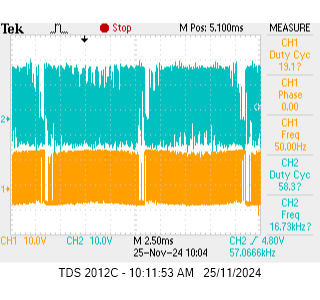 Tek Stop M Pos: 5.100ms MEASURE
CH1
Duty Cyc
19.1?
CH1
Phase
0.00
CH1
Freq
50.00Hz
CH2
Duty Cyc
58.3?
CH2
Freq
16.73kHz?
2
1
CH1 10.0V CH2 10.0V M 2.50ms CH2 4.80V
25-Nov-24 10:04 57.0666kHz
TDS 2012C - 10:11:53 AM 25/11/2024